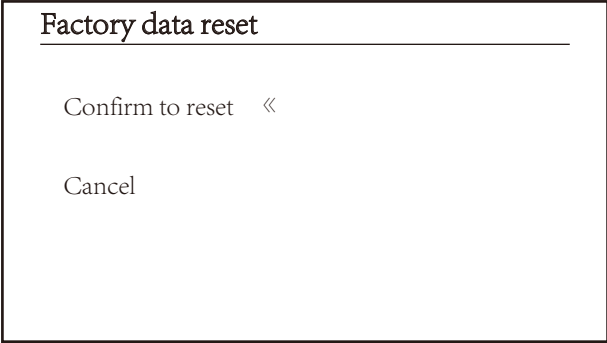 Factory data reset
Confirm to reset «
Cancel